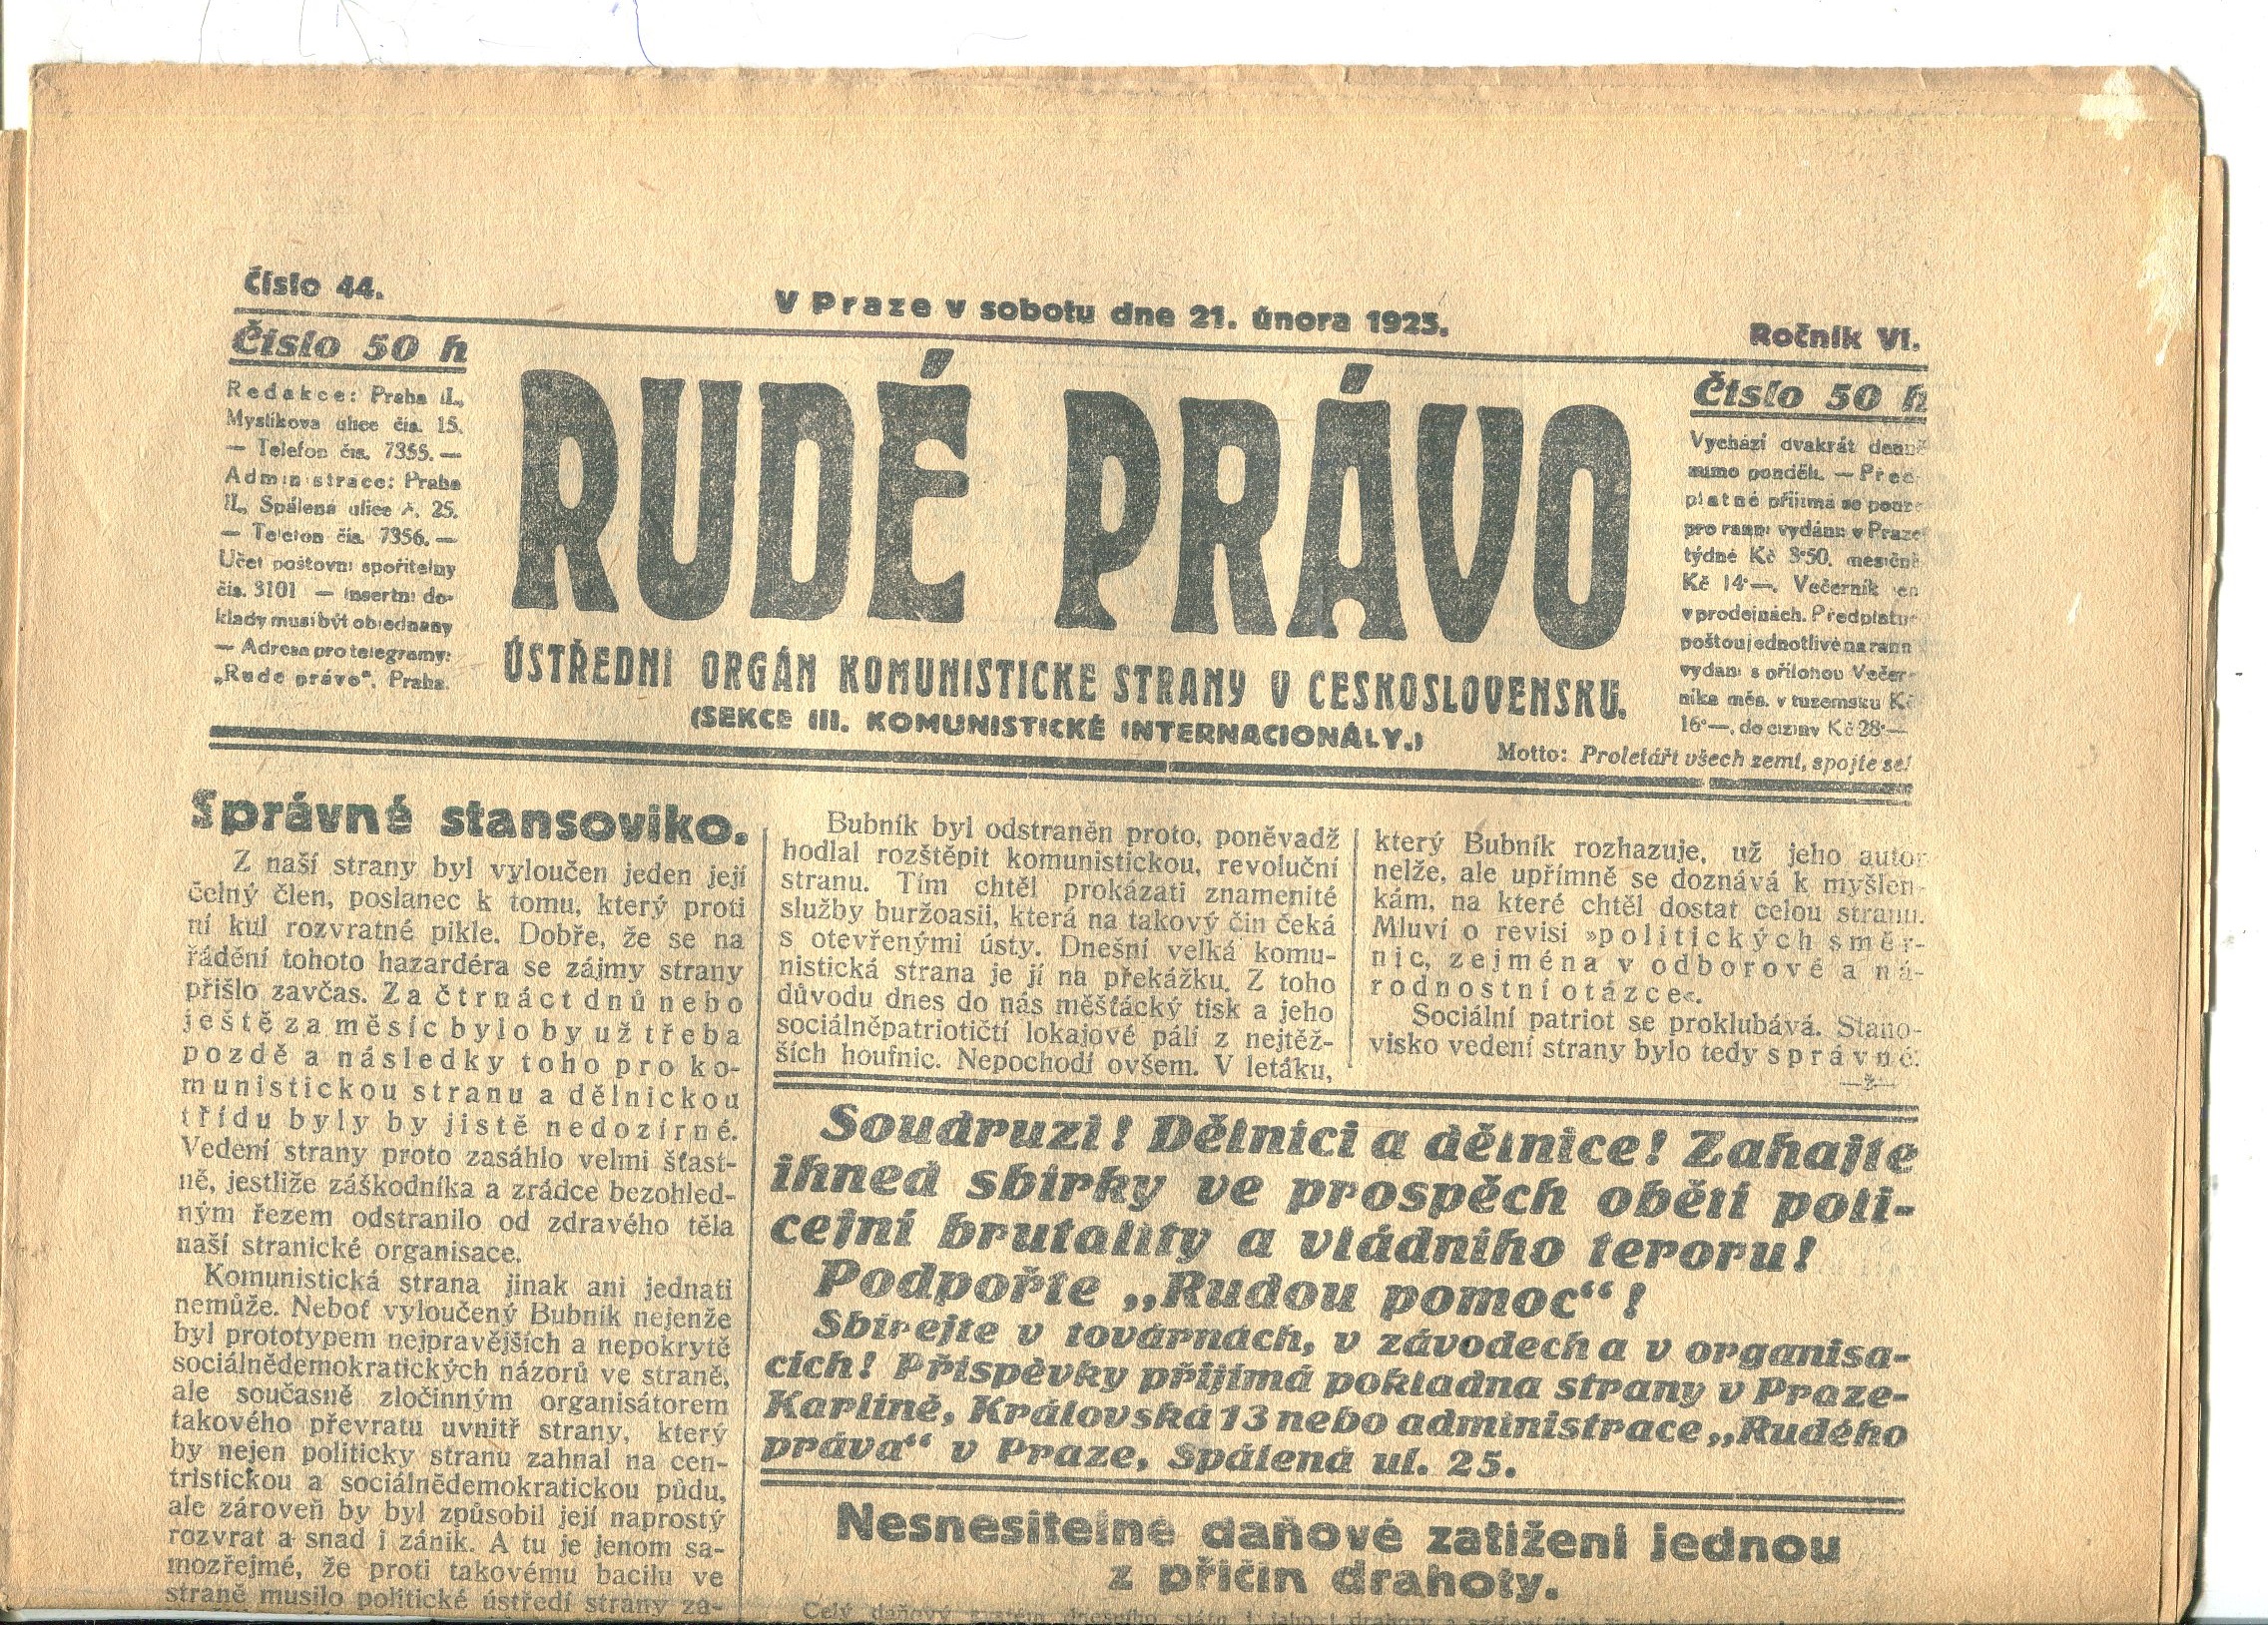 Číslo 44.
V Praze v sobotu dne 21. února 1925.
Ročník VI.
Číslo 50 h
Redakce: Praha II.,
Myslíkova ulice čís. 15.
— Telefon čís. 7355. —
Administrace: Praha
II., Spálená ulice č. 25.
— Telefon čís. 7356. —
Účet poštovní spořitelny
čís. 3101 — Insertní do-
klady musí být objednány
— Adresa pro telegramy:
„Rudé právo“, Praha.
RUDÉ PRÁVO
ÚSTŘEDNÍ ORGÁN KOMUNISTICKÉ STRANY V ČESKOSLOVENSKU.
(SEKCE III. KOMUNISTICKÉ INTERNACIONÁLY.)
Číslo 50 h
Vychází dvakrát denně
mimo pondělí. — Před-
platné přijímá se pouze
pro ranní vydání: v Praze
týdně Kč 3·50, měsíčně
Kč 14·—. Večerník jen
v prodejnách. Předplatné
poštou jednotlivě na ranní
vydání s přílohou Večer-
níka měs. v tuzemsku Kč
16·—, do ciziny Kč 28·—
Motto: Proletáři všech zemí, spojte se!
Správné stansoviko.
Z naší strany byl vyloučen jeden její
čelný člen, poslanec k tomu, který proti
ní kul rozvratné pikle. Dobře, že se na
řádění tohoto hazardéra se zájmy strany
přišlo zavčas. Za čtrnáct dnů nebo
ještě za měsíc bylo by už třeba
pozdě a následky toho pro ko-
munistickou stranu a dělnickou
třídu byly by jistě nedozírné.
Vedení strany proto zasáhlo velmi šťast-
ně, jestliže záškodníka a zrádce bezohled-
ným řezem odstranilo od zdravého těla
naší stranické organisace.
Komunistická strana jinak ani jednati
nemůže. Neboť vyloučený Bubník nejenže
byl prototypem nejpravějších a nepokrytě
sociálnědemokratických názorů ve straně,
ale současně zločinným organisátorem
takového převratu uvnitř strany, který
by nejen politicky stranu zahnal na cen-
tristickou a sociálnědemokratickou půdu,
ale zároveň by byl způsobil její naprostý
rozvrat a snad i zánik. A tu je jenom sa-
mozřejmé, že proti takovému bacilu ve
straně musilo politické ústředí strany za-
Bubník byl odstraněn proto, poněvadž
hodlal rozštěpit komunistickou, revoluční
stranu. Tím chtěl prokázati znamenité
služby buržoasii, která na takový čin čeká
s otevřenými ústy. Dnešní velká komu-
nistická strana je jí na překážku. Z toho
důvodu dnes do nás měšťácký tisk a jeho
sociálněpatriotičtí lokajové pálí z nejtěž-
ších houfnic. Nepochodí ovšem. V letáku,
který Bubník rozhazuje, už jeho autor
nelže, ale upřímně se doznává k myšlen-
kám, na které chtěl dostat celou stranu.
Mluví o revisi »politických směr-
nic, zejména v odborové a ná-
rodnostní otázce«.
Sociální patriot se proklubává. Stano-
visko vedení strany bylo tedy správné.
—ž—
Soudruzi! Dělníci a dělnice! Zahajte
ihned sbírky ve prospěch obětí poli-
cejní brutality a vládního teroru!
Podpořte „Rudou pomoc“!
Sbírejte v továrnách, v závodech a v organisa-
cích! Příspěvky přijímá pokladna strany v Praze-
Karlíně, Královská 13 nebo administrace „Rudého
práva“ v Praze, Spálená ul. 25.
Nesnesitelné daňové zatížení jednou
z příčin drahoty.
Celý daňový systém dnešního státu